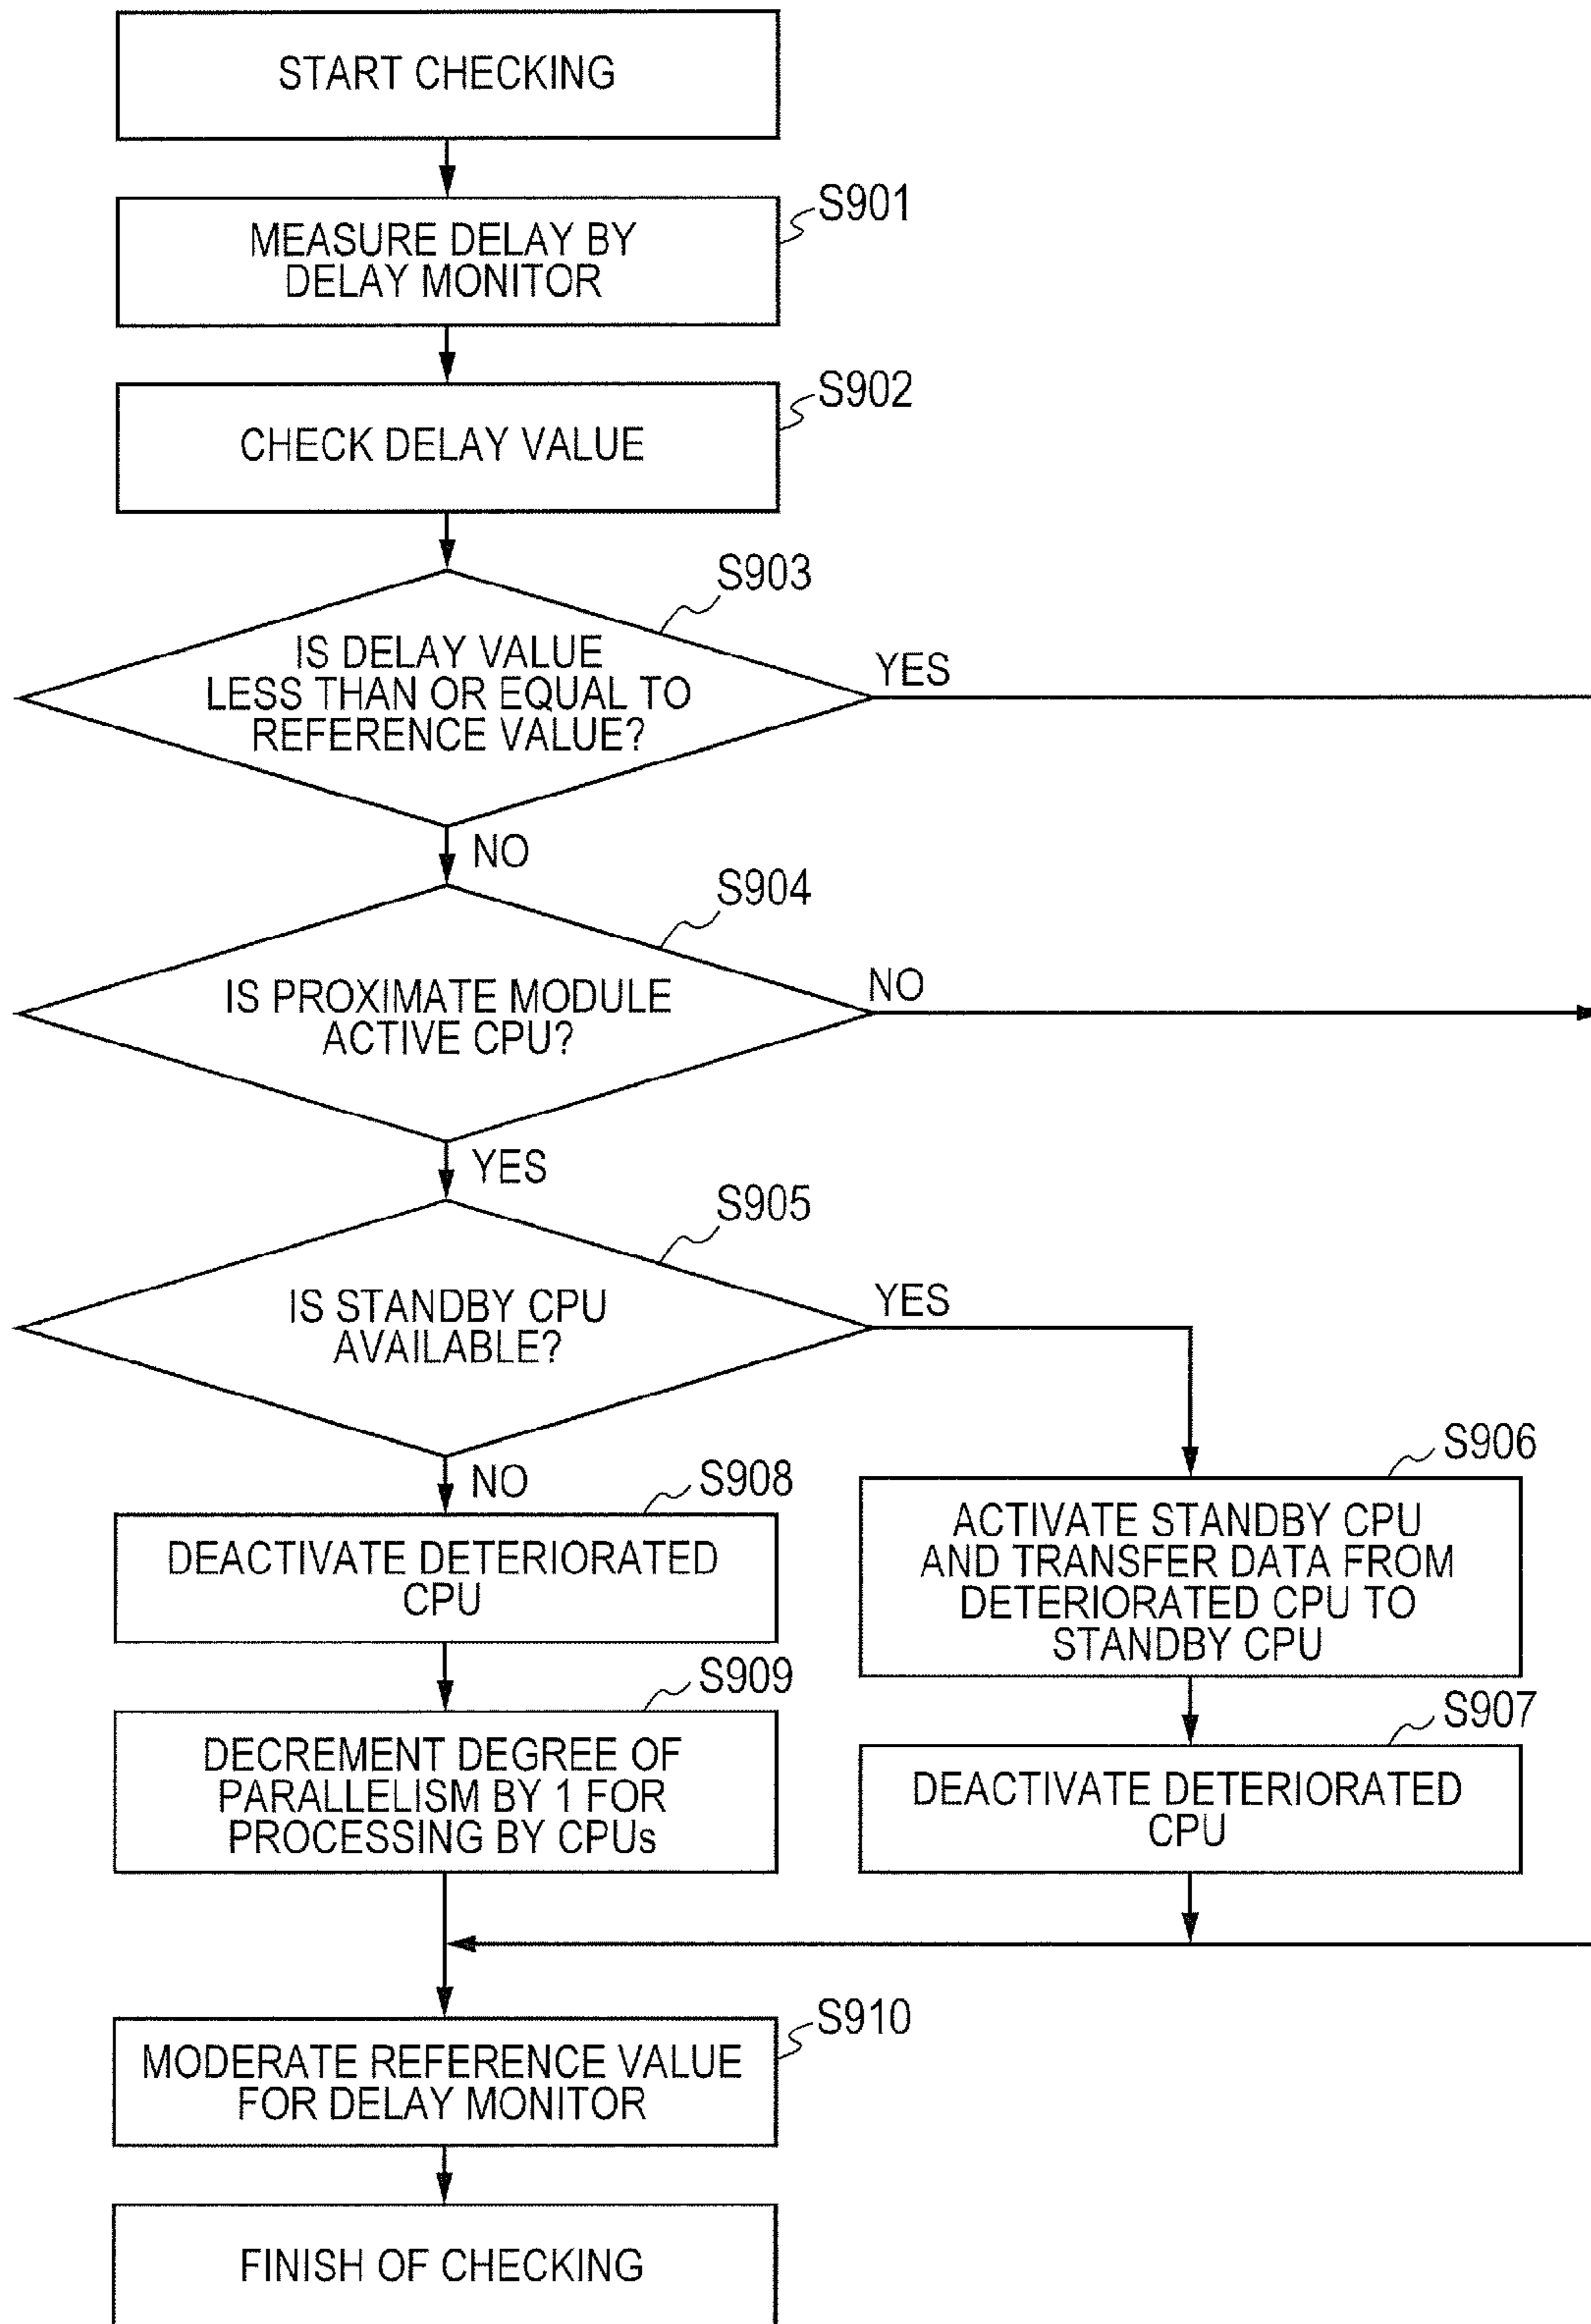 START CHECKING
S901
MEASURE DELAY BY
DELAY MONITOR
S902
CHECK DELAY VALUE
S903
IS DELAY VALUE
LESS THAN OR EQUAL TO
REFERENCE VALUE?
YES
NO
S904
IS PROXIMATE MODULE
ACTIVE CPU?
NO
YES
S905
IS STANDBY CPU
AVAILABLE?
YES
NO
S908
DEACTIVATE DETERIORATED
CPU
S906
ACTIVATE STANDBY CPU
AND TRANSFER DATA FROM
DETERIORATED CPU TO
STANDBY CPU
S909
DECREMENT DEGREE OF
PARALLELISM BY 1 FOR
PROCESSING BY CPUs
S907
DEACTIVATE DETERIORATED
CPU
S910
MODERATE REFERENCE VALUE
FOR DELAY MONITOR
FINISH OF CHECKING